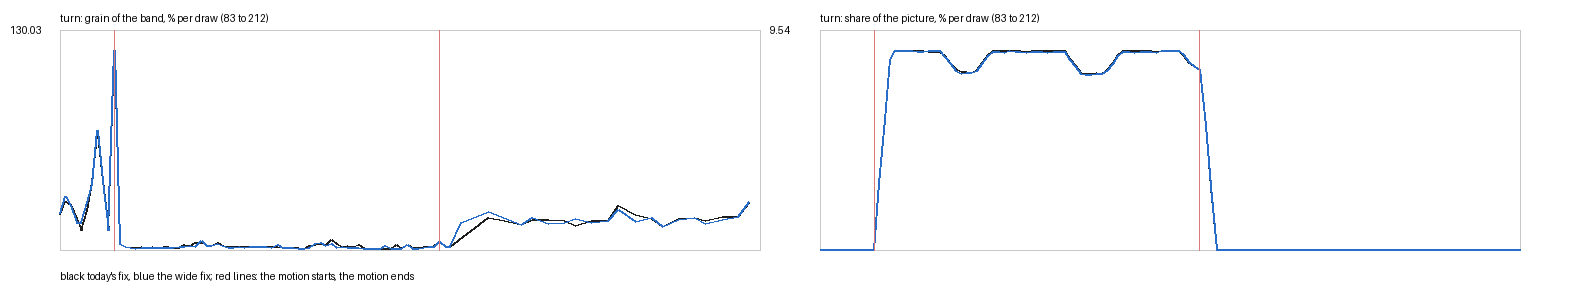 turn: grain of the band, % per draw (83 to 212)
130.03
turn: share of the picture, % per draw (83 to 212)
9.54
black today's fix, blue the wide fix; red lines: the motion starts, the motion ends